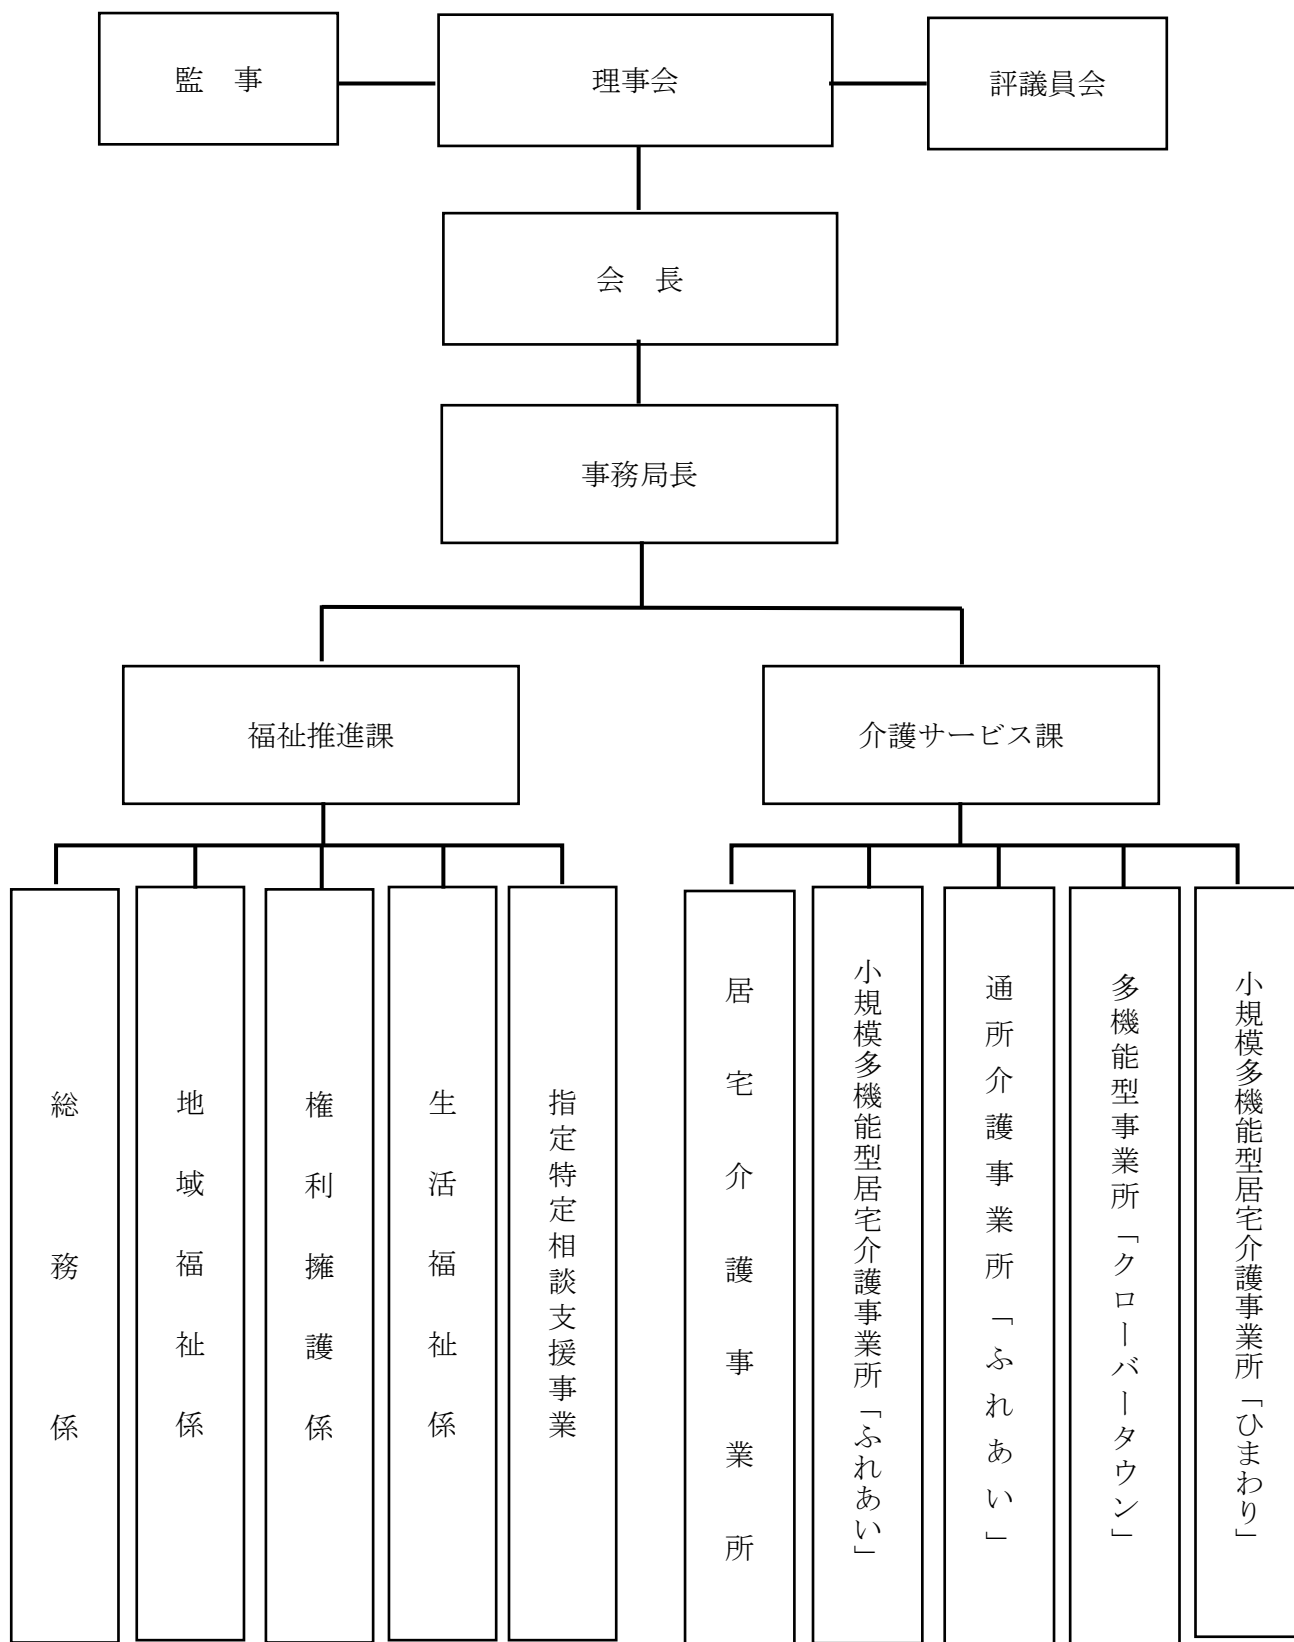 監　事
理事会
評議員会
会　長
事務局長
福祉推進課
介護サービス課
総務係
地域福祉係
権利擁護係
生活福祉係
指定特定相談支援事業
居宅介護事業所
小規模多機能型居宅介護事業所「ふれあい」
通所介護事業所「ふれあい」
多機能型事業所「クローバータウン」
小規模多機能型居宅介護事業所「ひまわり」